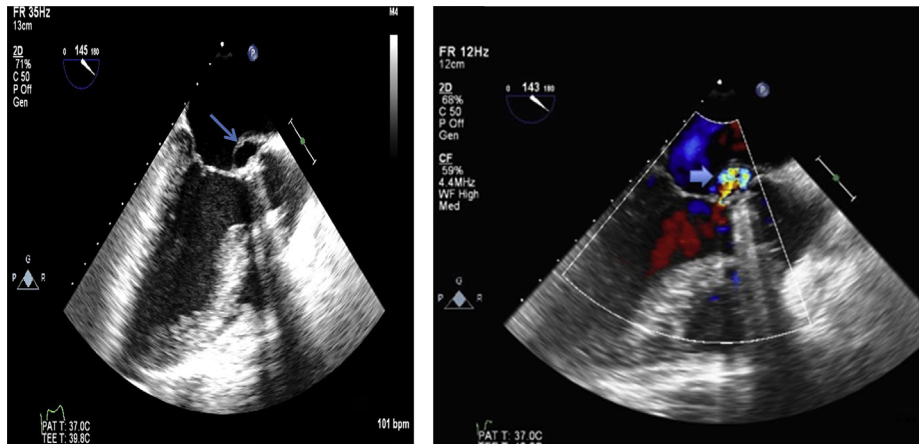 FR 35Hz
13cm
M4
2D
71%
C 50
P Off
Gen
0 145 180
P
G
P R
PAT T: 37.0C
TEE T: 39.8C
101 bpm
FR 12Hz
12cm
2D
68%
C 50
P Off
Gen
CF
59%
4.4MHz
WF High
Med
0 143 180
P
G
P R
PAT T: 37.0C